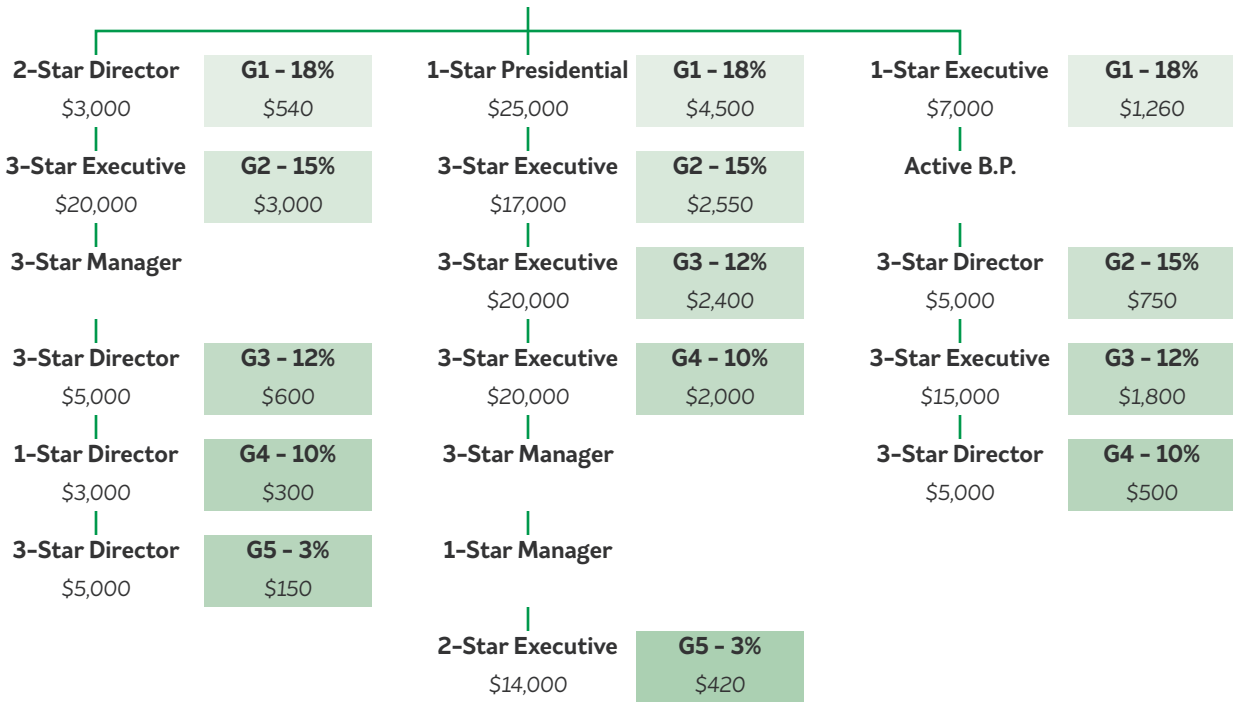 2-Star Director
$3,000
G1 - 18%
$540
3-Star Executive
$20,000
G2 - 15%
$3,000
3-Star Manager
3-Star Director
$5,000
G3 - 12%
$600
1-Star Director
$3,000
G4 - 10%
$300
3-Star Director
$5,000
G5 - 3%
$150
1-Star Presidential
$25,000
G1 - 18%
$4,500
3-Star Executive
$17,000
G2 - 15%
$2,550
3-Star Executive
$20,000
G3 - 12%
$2,400
3-Star Executive
$20,000
G4 - 10%
$2,000
3-Star Manager
1-Star Manager
2-Star Executive
$14,000
G5 - 3%
$420
1-Star Executive
$7,000
G1 - 18%
$1,260
Active B.P.
3-Star Director
$5,000
G2 - 15%
$750
3-Star Executive
$15,000
G3 - 12%
$1,800
3-Star Director
$5,000
G4 - 10%
$500